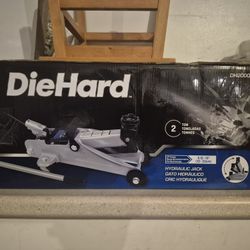 DieHard
2
TON
TONELADAS
TONNES
HYDRAULIC JACK
GATO HIDRÁULICO
CRIC HYDRAULIQUE